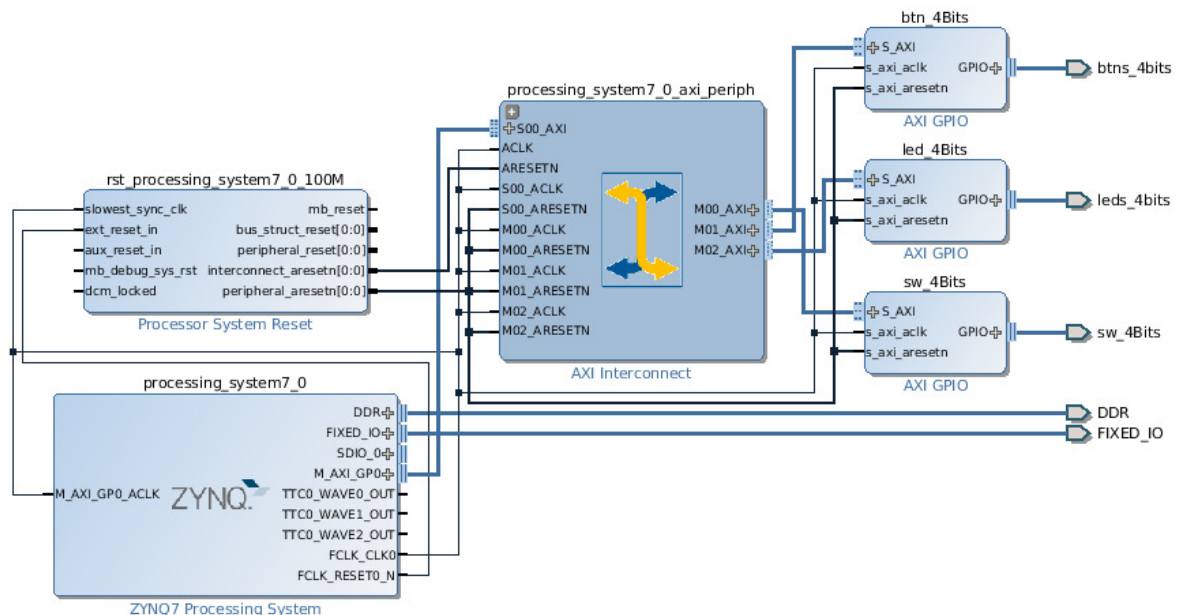 rst_processing_system7_0_100M
slowest_sync_clk
ext_reset_in
aux_reset_in
mb_debug_sys_rst
dcm_locked
mb_reset
bus_struct_reset[0:0]
peripheral_reset[0:0]
interconnect_aresetn[0:0]
peripheral_aresetn[0:0]
Processor System Reset
processing_system7_0
M_AXI_GP0_ACLK
ZYNQ
DDR
FIXED_IO
SDIO_0
M_AXI_GP0
TTC0_WAVE0_OUT
TTC0_WAVE1_OUT
TTC0_WAVE2_OUT
FCLK_CLK0
FCLK_RESET0_N
ZYNQ7 Processing System
processing_system7_0_axi_periph
S00_AXI
ACLK
ARESETN
S00_ACLK
S00_ARESETN
M00_ACLK
M00_ARESETN
M01_ACLK
M01_ARESETN
M02_ACLK
M02_ARESETN
M00_AXI
M01_AXI
M02_AXI
AXI Interconnect
btn_4Bits
S_AXI
s_axi_aclk
s_axi_aresetn
GPIO
AXI GPIO
btns_4bits
led_4Bits
S_AXI
s_axi_aclk
s_axi_aresetn
GPIO
AXI GPIO
leds_4bits
sw_4Bits
S_AXI
s_axi_aclk
s_axi_aresetn
GPIO
AXI GPIO
sw_4Bits
DDR
FIXED_IO